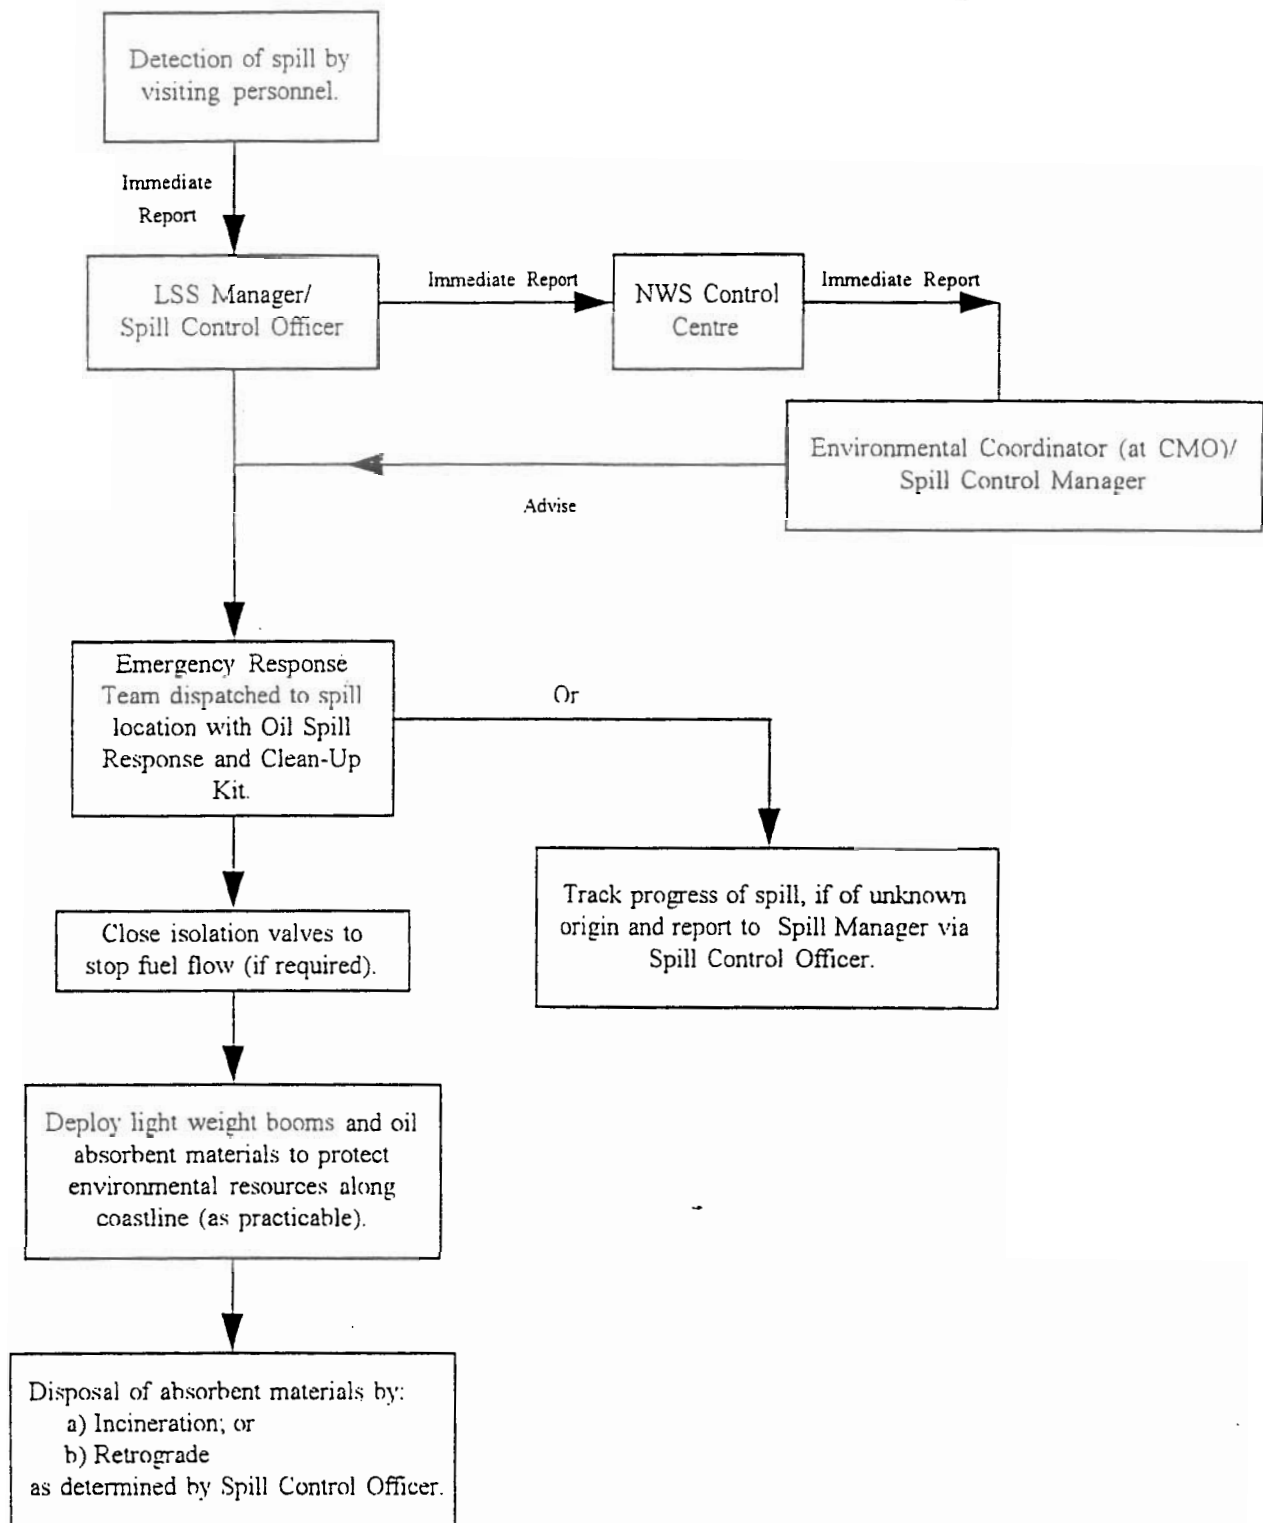 Detection of spill by
visiting personnel.
Immediate
Report
LSS Manager/
Spill Control Officer
Immediate Report
NWS Control
Centre
Immediate Report
Environmental Coordinator (at CMO)/
Spill Control Manager
Advise
Emergency Response
Team dispatched to spill
location with Oil Spill
Response and Clean-Up
Kit.
Or
Track progress of spill, if of unknown
origin and report to Spill Manager via
Spill Control Officer.
Close isolation valves to
stop fuel flow (if required).
Deploy light weight booms and oil
absorbent materials to protect
environmental resources along
coastline (as practicable).
Disposal of absorbent materials by:
a) Incineration; or
b) Retrograde
as determined by Spill Control Officer.